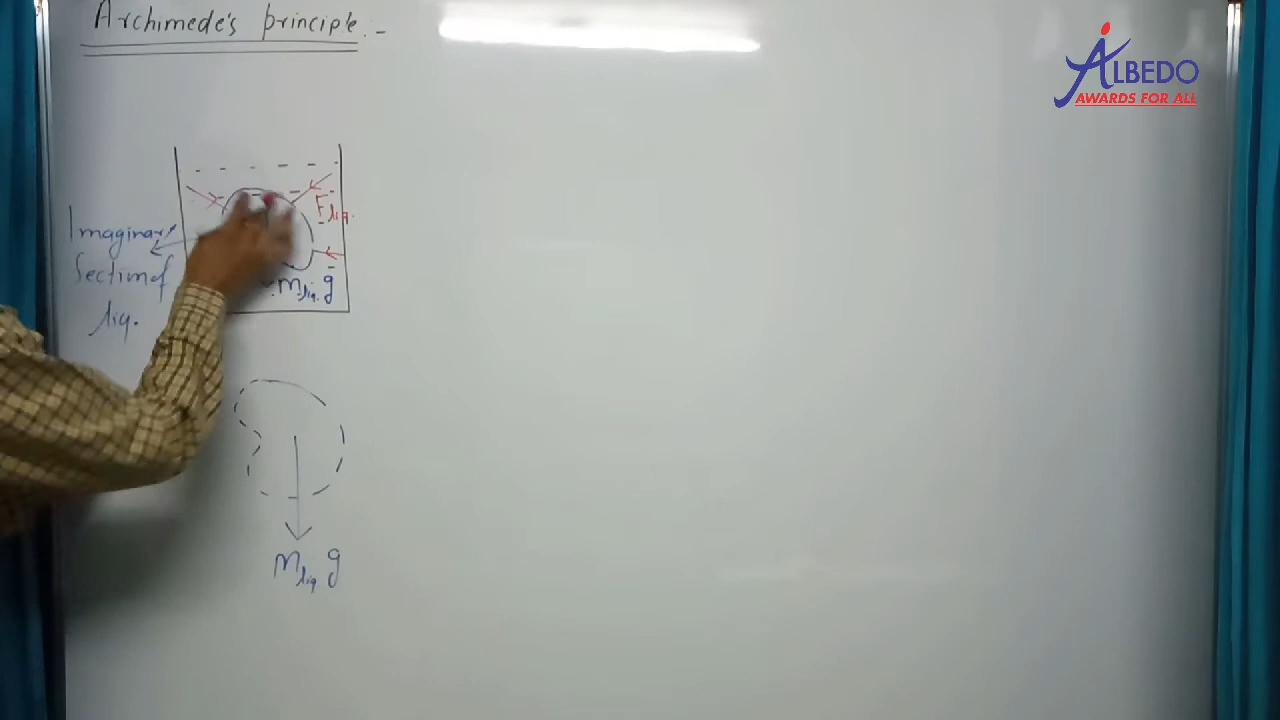 Archimede's principle :-
ALBEDO
AWARDS FOR ALL
F liq.
Imaginary
Section of
liq.
m liq. g
m liq. g